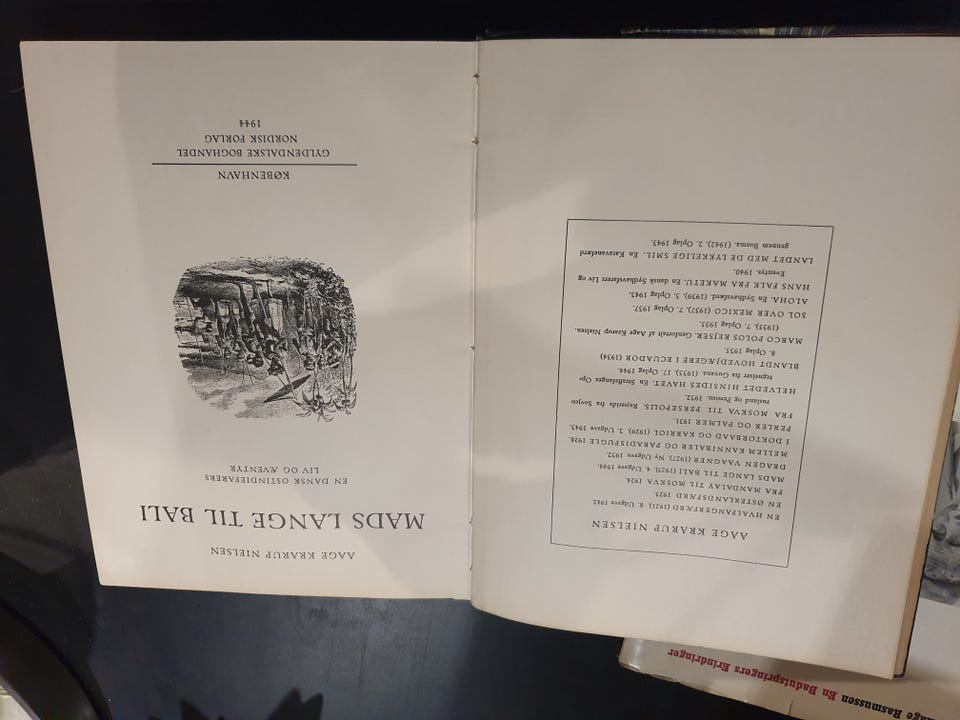 AAGE KRARUP NIELSEN
EN HVALFANGERFÆRD (1921). 8. Udgave 1942.
EN ØSTERLANDSFÆRD. 1923.
FRA MANDALAY TIL MOSKVA. 1924.
MADS LANGE TIL BALI (1925). 4. Udgave 1944.
DRAGEN VAAGNER (1927). Ny Udgave 1932.
MELLEM KANNIBALER OG PARADISFUGLE. 1928.
I DOKTORBAAD OG KARRIOL (1929). 3. Udgave 1943.
PERLER OG PALMER. 1931.
FRA MOSKVA TIL PERSEPOLIS. fra Sovjet-
rusland og Persien. 1932.
HELVEDET HINSIDES HAVET. En Straffefanges Op-
tegnelser fra Guyana. (1933). 17. Oplag 1944.
BLANDT HOVEDJÆGERE I ECUADOR (1934)
8. Oplag 1935.
MARCO POLOS REJSER. Genfortalt af Aage Krarup Nielsen.
(1935). 7. Oplag 1935.
SOL OVER MEXICO (1937). 7. Oplag 1937.
ALOHA. En Sydhavsfærd. (1939). 5. Oplag 1943.
HANS FALK FRA MAKETU. En dansk Sydhavsfarers Liv og
Eventyr. 1940.
LANDET MED DE LYKKELIGE SMIL. En Karavanefærd
gennem Burma. (1942). 2. Oplag 1943.
AAGE KRARUP NIELSEN
MADS LANGE TIL BALI
EN DANSK OSTINDIEFARERS
LIV OG ÆVENTYR
KØBENHAVN
GYLDENDALSKE BOGHANDEL
NORDISK FORLAG
1944
Rasmussen En Badutspringers Erindringer